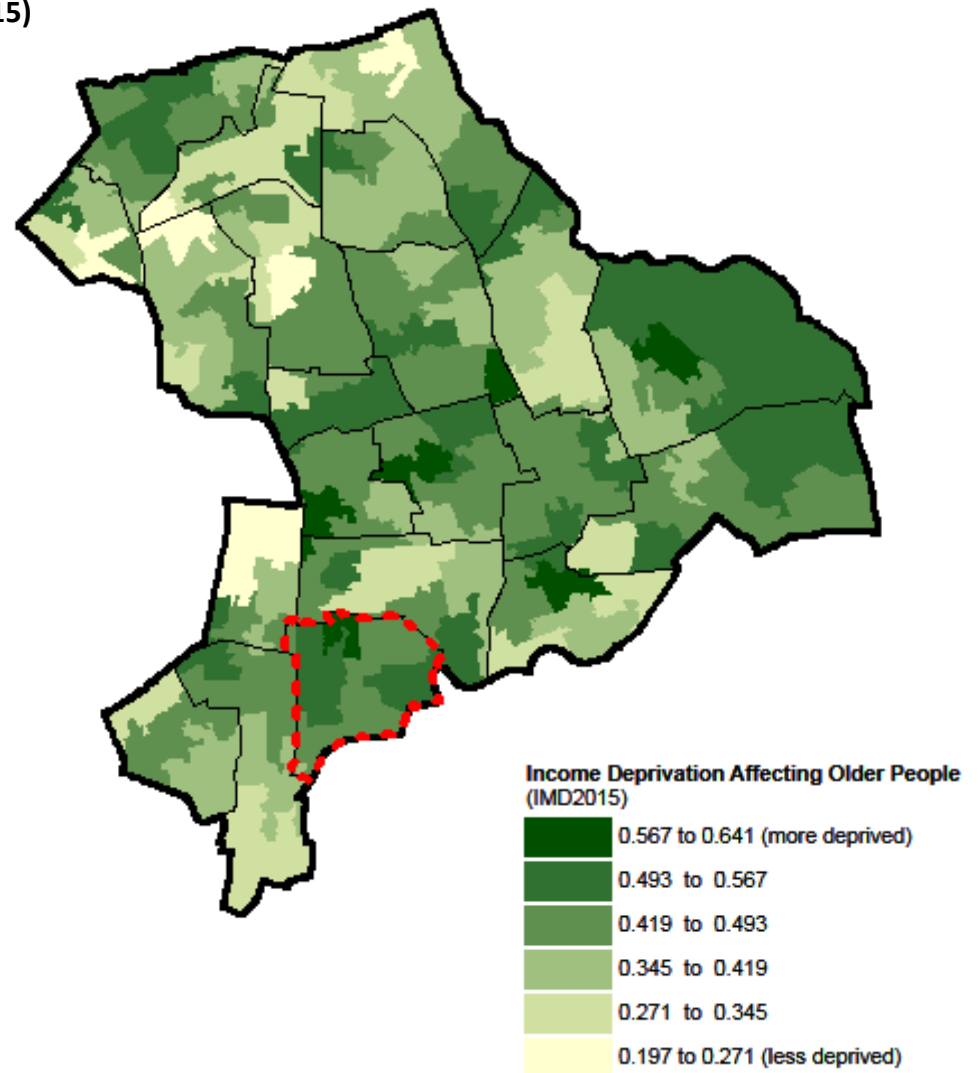 15)
Income Deprivation Affecting Older People
(IMD2015)
0.567 to 0.641 (more deprived)
0.493 to 0.567
0.419 to 0.493
0.345 to 0.419
0.271 to 0.345
0.197 to 0.271 (less deprived)